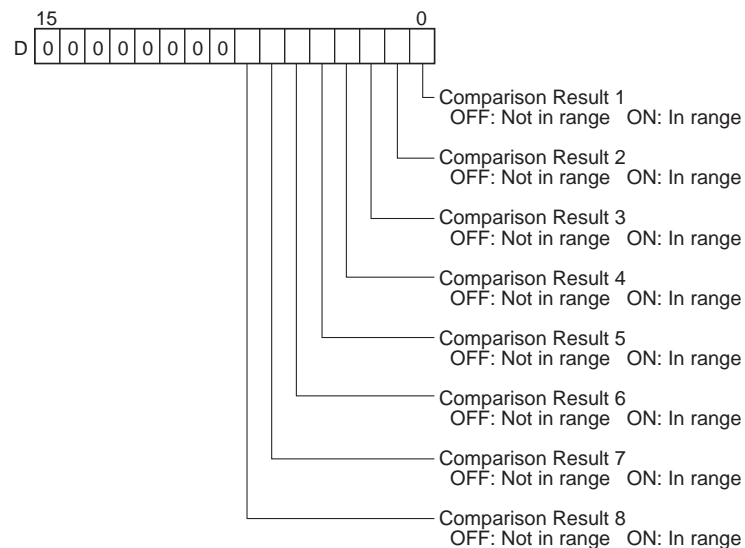 15 0
D 0 0 0 0 0 0 0 0
Comparison Result 1
OFF: Not in range ON: In range
Comparison Result 2
OFF: Not in range ON: In range
Comparison Result 3
OFF: Not in range ON: In range
Comparison Result 4
OFF: Not in range ON: In range
Comparison Result 5
OFF: Not in range ON: In range
Comparison Result 6
OFF: Not in range ON: In range
Comparison Result 7
OFF: Not in range ON: In range
Comparison Result 8
OFF: Not in range ON: In range